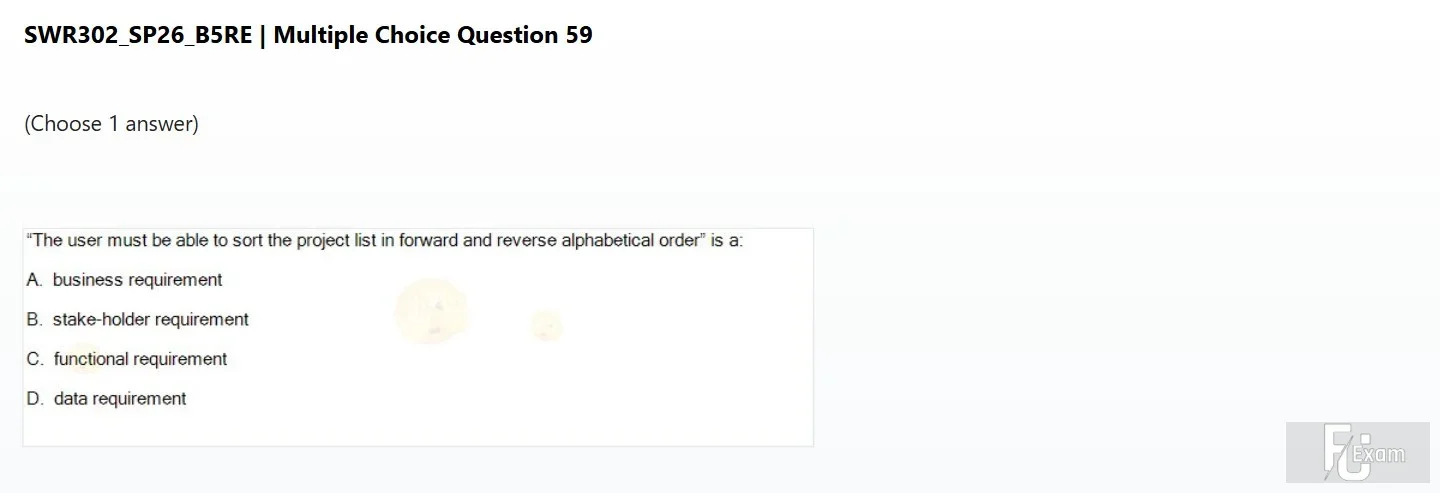 SWR302_SP26_B5RE | Multiple Choice Question 59
(Choose 1 answer)
“The user must be able to sort the project list in forward and reverse alphabetical order” is a:
A. business requirement
B. stake-holder requirement
C. functional requirement
D. data requirement
FU Exam